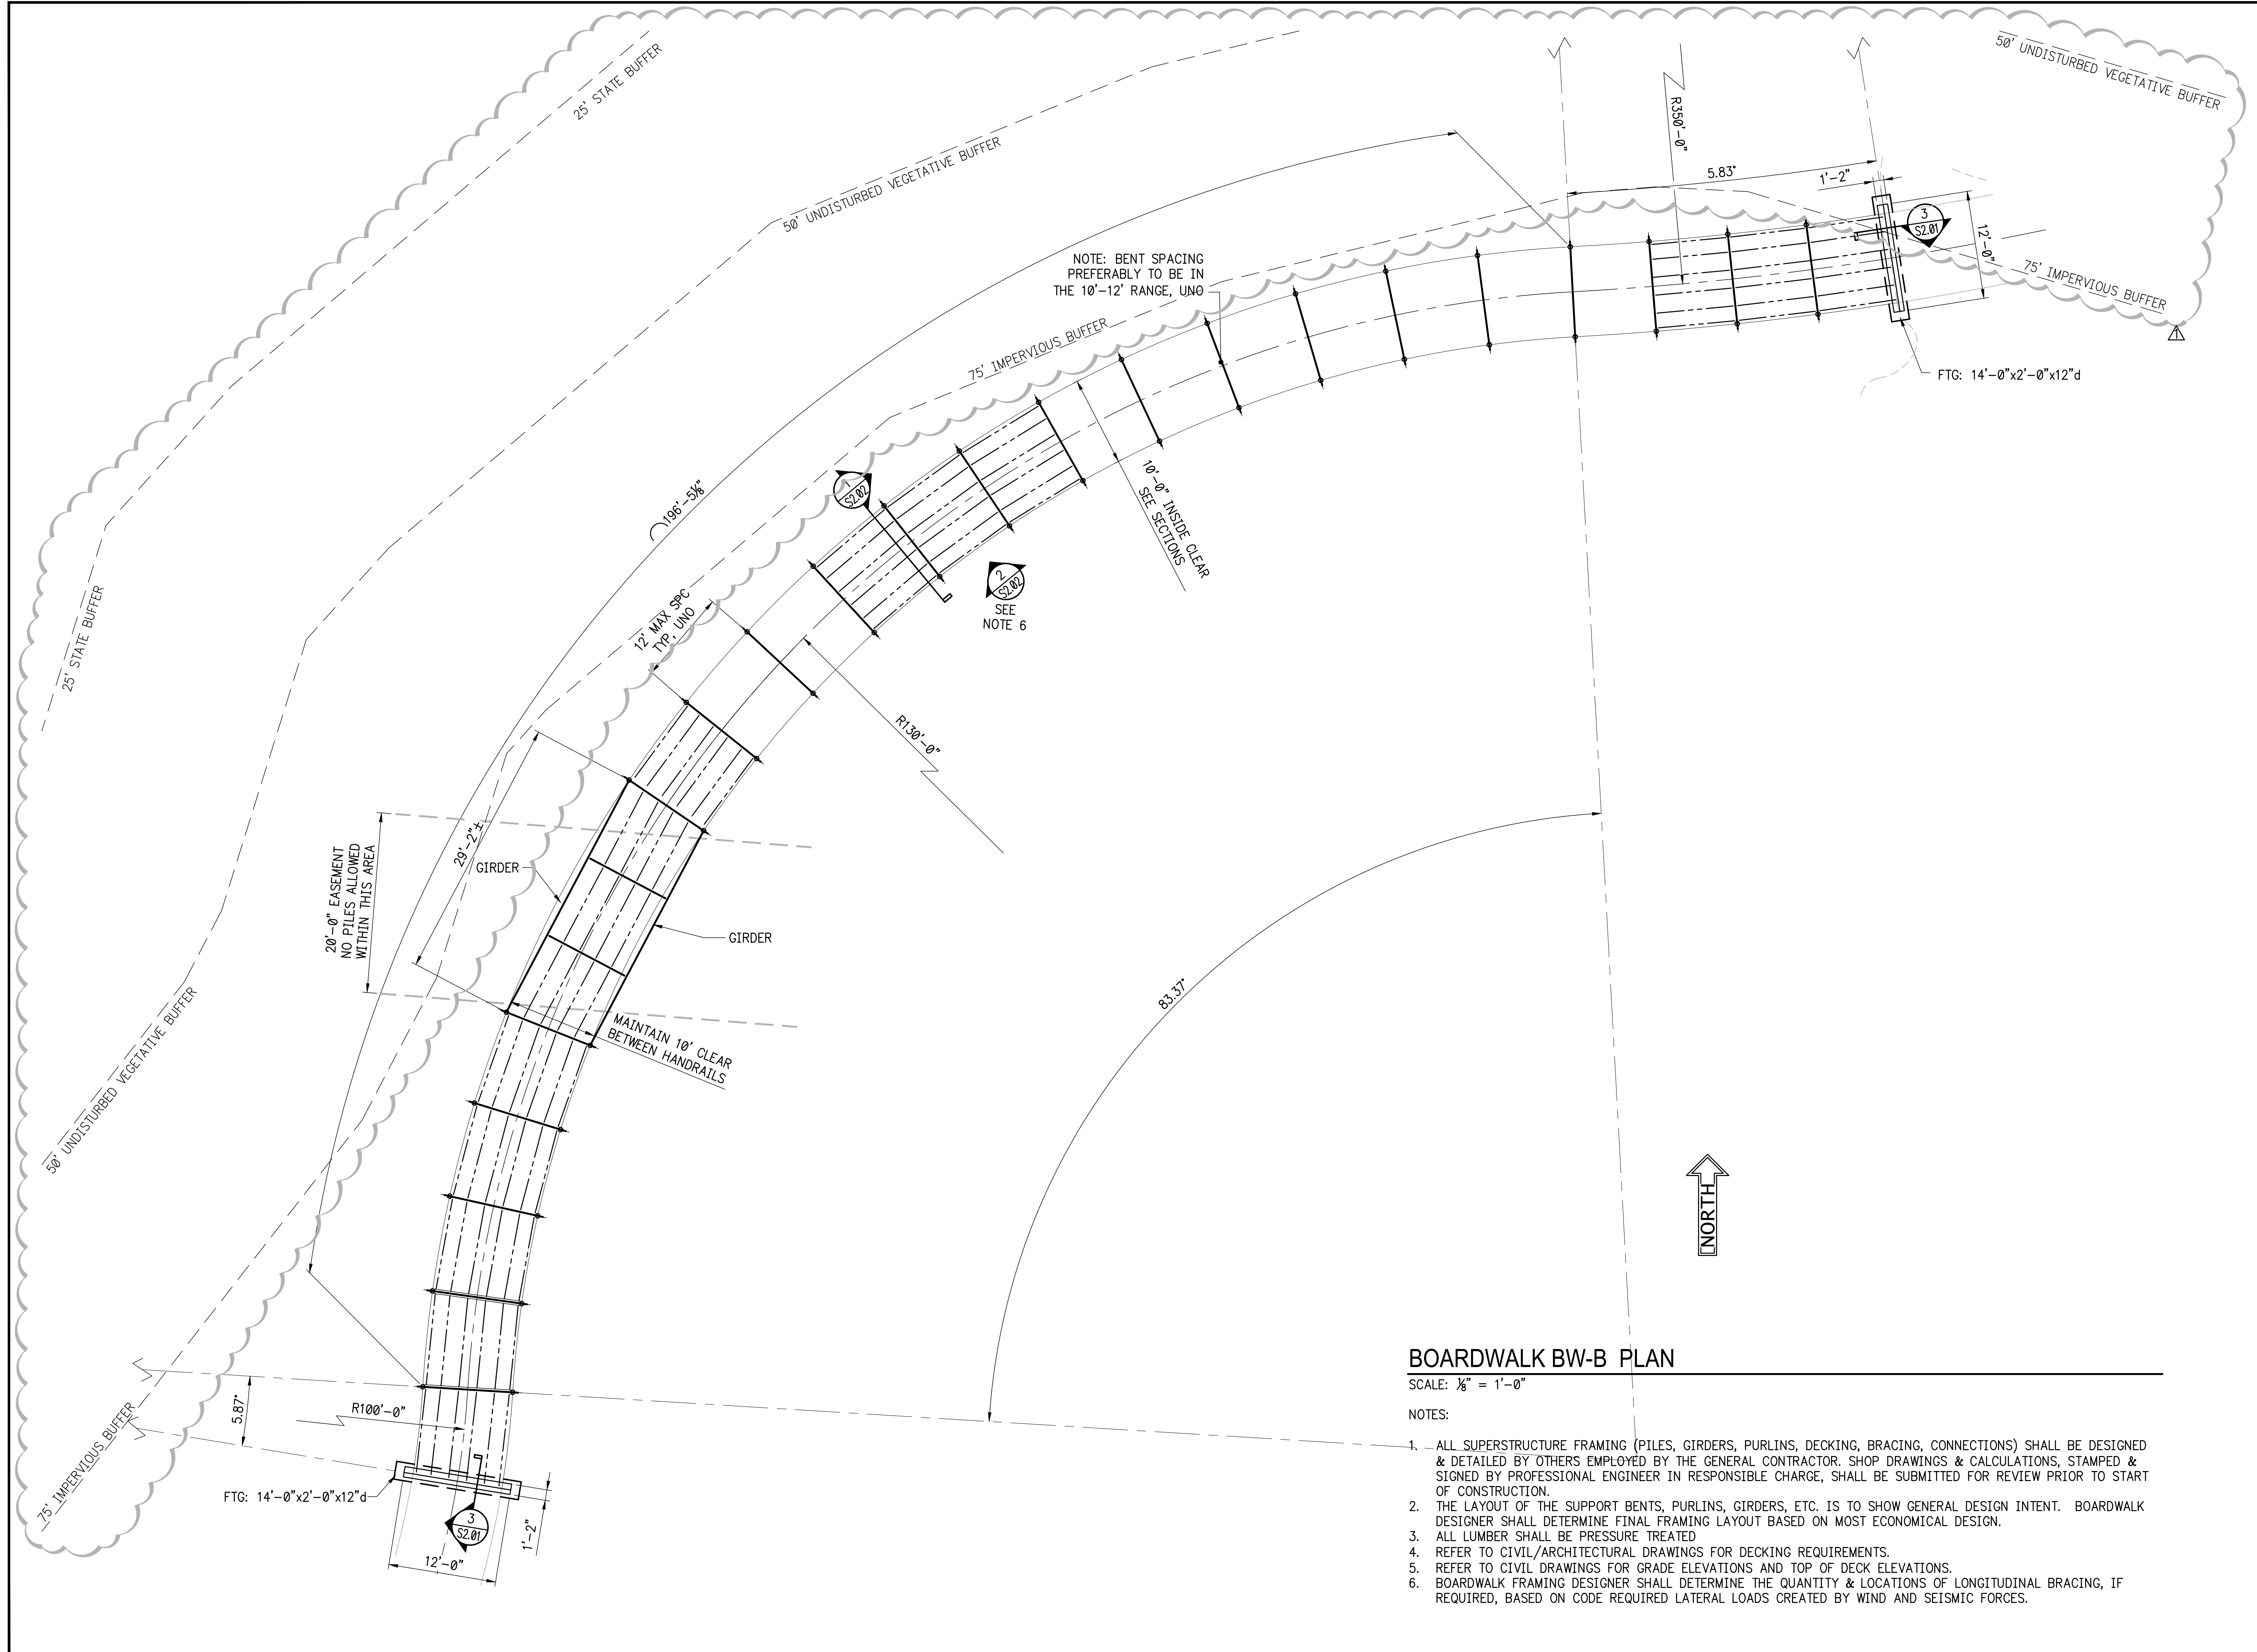 25' STATE BUFFER
50' UNDISTURBED VEGETATIVE BUFFER
50' UNDISTURBED VEGETATIVE BUFFER
R350'-0"
5.83°
1'-2"
3
S2.01
12'-0"
75' IMPERVIOUS BUFFER
1
FTG: 14'-0"x2'-0"x12"d
NOTE: BENT SPACING
PREFERABLY TO BE IN
THE 10'-12' RANGE, UNO
75' IMPERVIOUS BUFFER
10'-0" INSIDE CLEAR
SEE SECTIONS
196'-5⅛"
1
S2.02
2
S2.02
SEE
NOTE 6
12' MAX SPC
TYP, UNO
25' STATE BUFFER
R130'-0"
29'-2"±
GIRDER
20'-0" EASEMENT
NO PILES ALLOWED
WITHIN THIS AREA
GIRDER
MAINTAIN 10' CLEAR
BETWEEN HANDRAILS
83.37°
50' UNDISTURBED VEGETATIVE BUFFER
NORTH
5.87°
R100'-0"
75' IMPERVIOUS BUFFER
FTG: 14'-0"x2'-0"x12"d
3
S2.01
1'-2"
12'-0"
BOARDWALK BW-B PLAN
SCALE: ⅛" = 1'-0"
NOTES:
1. ALL SUPERSTRUCTURE FRAMING (PILES, GIRDERS, PURLINS, DECKING, BRACING, CONNECTIONS) SHALL BE DESIGNED
& DETAILED BY OTHERS EMPLOYED BY THE GENERAL CONTRACTOR. SHOP DRAWINGS & CALCULATIONS, STAMPED &
SIGNED BY PROFESSIONAL ENGINEER IN RESPONSIBLE CHARGE, SHALL BE SUBMITTED FOR REVIEW PRIOR TO START
OF CONSTRUCTION.
2. THE LAYOUT OF THE SUPPORT BENTS, PURLINS, GIRDERS, ETC. IS TO SHOW GENERAL DESIGN INTENT. BOARDWALK
DESIGNER SHALL DETERMINE FINAL FRAMING LAYOUT BASED ON MOST ECONOMICAL DESIGN.
3. ALL LUMBER SHALL BE PRESSURE TREATED
4. REFER TO CIVIL/ARCHITECTURAL DRAWINGS FOR DECKING REQUIREMENTS.
5. REFER TO CIVIL DRAWINGS FOR GRADE ELEVATIONS AND TOP OF DECK ELEVATIONS.
6. BOARDWALK FRAMING DESIGNER SHALL DETERMINE THE QUANTITY & LOCATIONS OF LONGITUDINAL BRACING, IF
REQUIRED, BASED ON CODE REQUIRED LATERAL LOADS CREATED BY WIND AND SEISMIC FORCES.